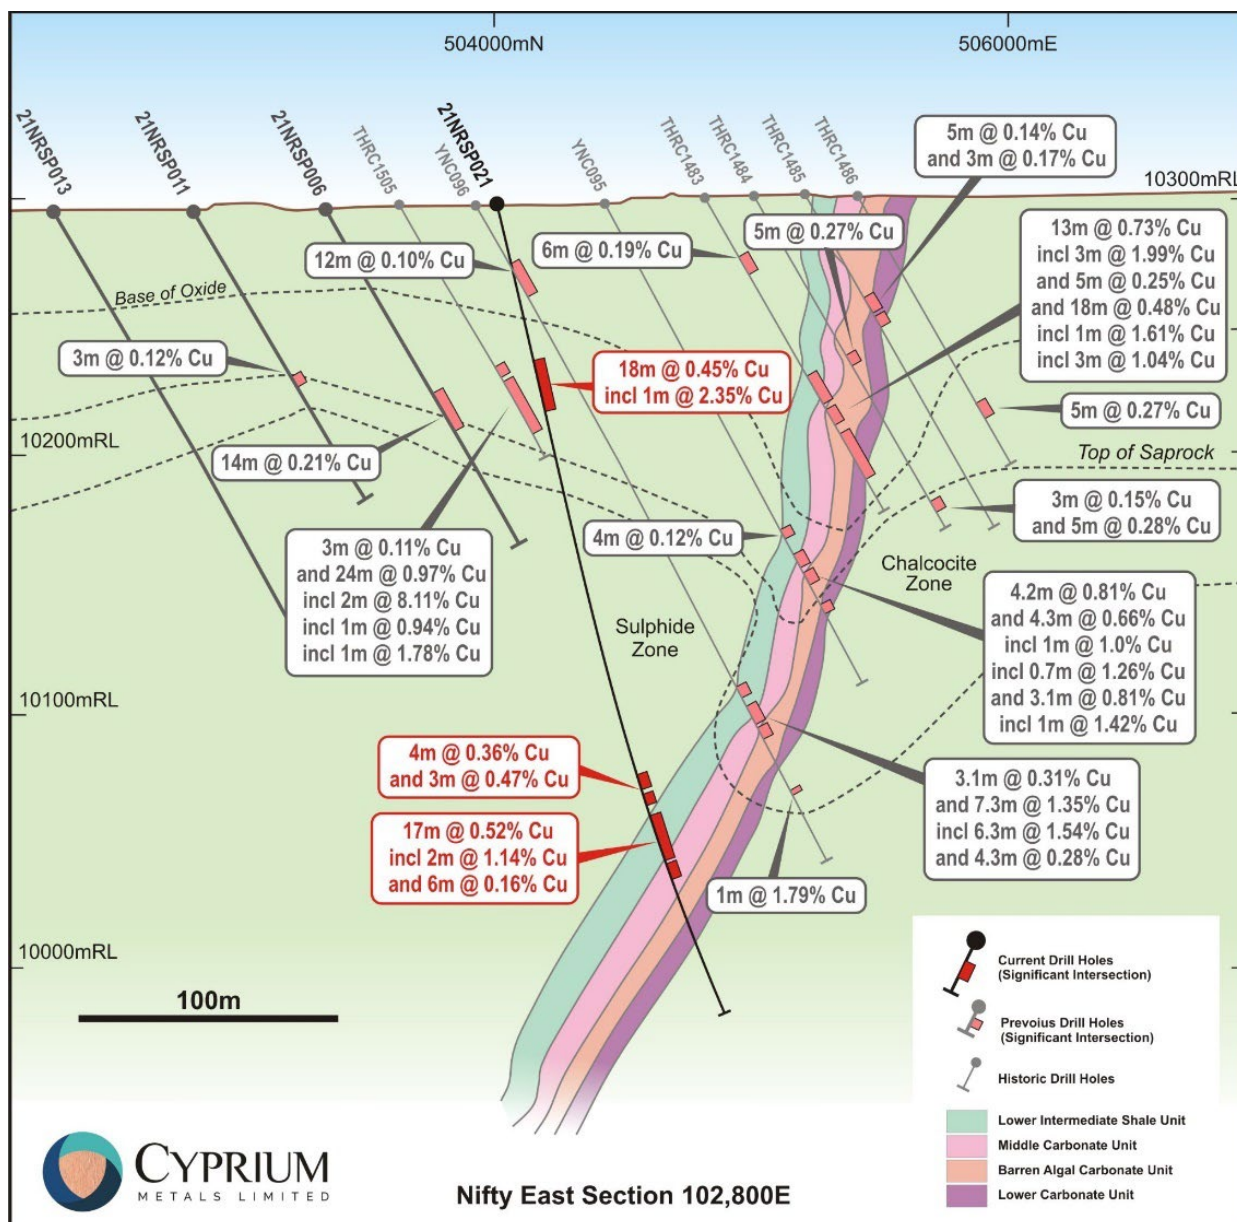 504000mN
506000mE
21NRSP013
21NRSP011
21NRSP006
THRC1505
YNC096
21NRSP021
YNC095
THRC1483
THRC1484
THRC1485
THRC1486
5m @ 0.14% Cu
and 3m @ 0.17% Cu
10300mRL
12m @ 0.10% Cu
6m @ 0.19% Cu
5m @ 0.27% Cu
13m @ 0.73% Cu
incl 3m @ 1.99% Cu
and 5m @ 0.25% Cu
and 18m @ 0.48% Cu
incl 1m @ 1.61% Cu
incl 3m @ 1.04% Cu
Base of Oxide
3m @ 0.12% Cu
18m @ 0.45% Cu
incl 1m @ 2.35% Cu
5m @ 0.27% Cu
10200mRL
14m @ 0.21% Cu
Top of Saprock
3m @ 0.15% Cu
and 5m @ 0.28% Cu
3m @ 0.11% Cu
and 24m @ 0.97% Cu
incl 2m @ 8.11% Cu
incl 1m @ 0.94% Cu
incl 1m @ 1.78% Cu
4m @ 0.12% Cu
Chalcocite
Zone
4.2m @ 0.81% Cu
and 4.3m @ 0.66% Cu
incl 1m @ 1.0% Cu
incl 0.7m @ 1.26% Cu
and 3.1m @ 0.81% Cu
incl 1m @ 1.42% Cu
Sulphide
Zone
10100mRL
4m @ 0.36% Cu
and 3m @ 0.47% Cu
3.1m @ 0.31% Cu
and 7.3m @ 1.35% Cu
incl 6.3m @ 1.54% Cu
and 4.3m @ 0.28% Cu
17m @ 0.52% Cu
incl 2m @ 1.14% Cu
and 6m @ 0.16% Cu
1m @ 1.79% Cu
10000mRL
100m
Current Drill Holes
(Significant Intersection)
Prevoius Drill Holes
(Significant Intersection)
Historic Drill Holes
Lower Intermediate Shale Unit
Middle Carbonate Unit
Barren Algal Carbonate Unit
Lower Carbonate Unit
CYPRIUM
METALS LIMITED
Nifty East Section 102,800E